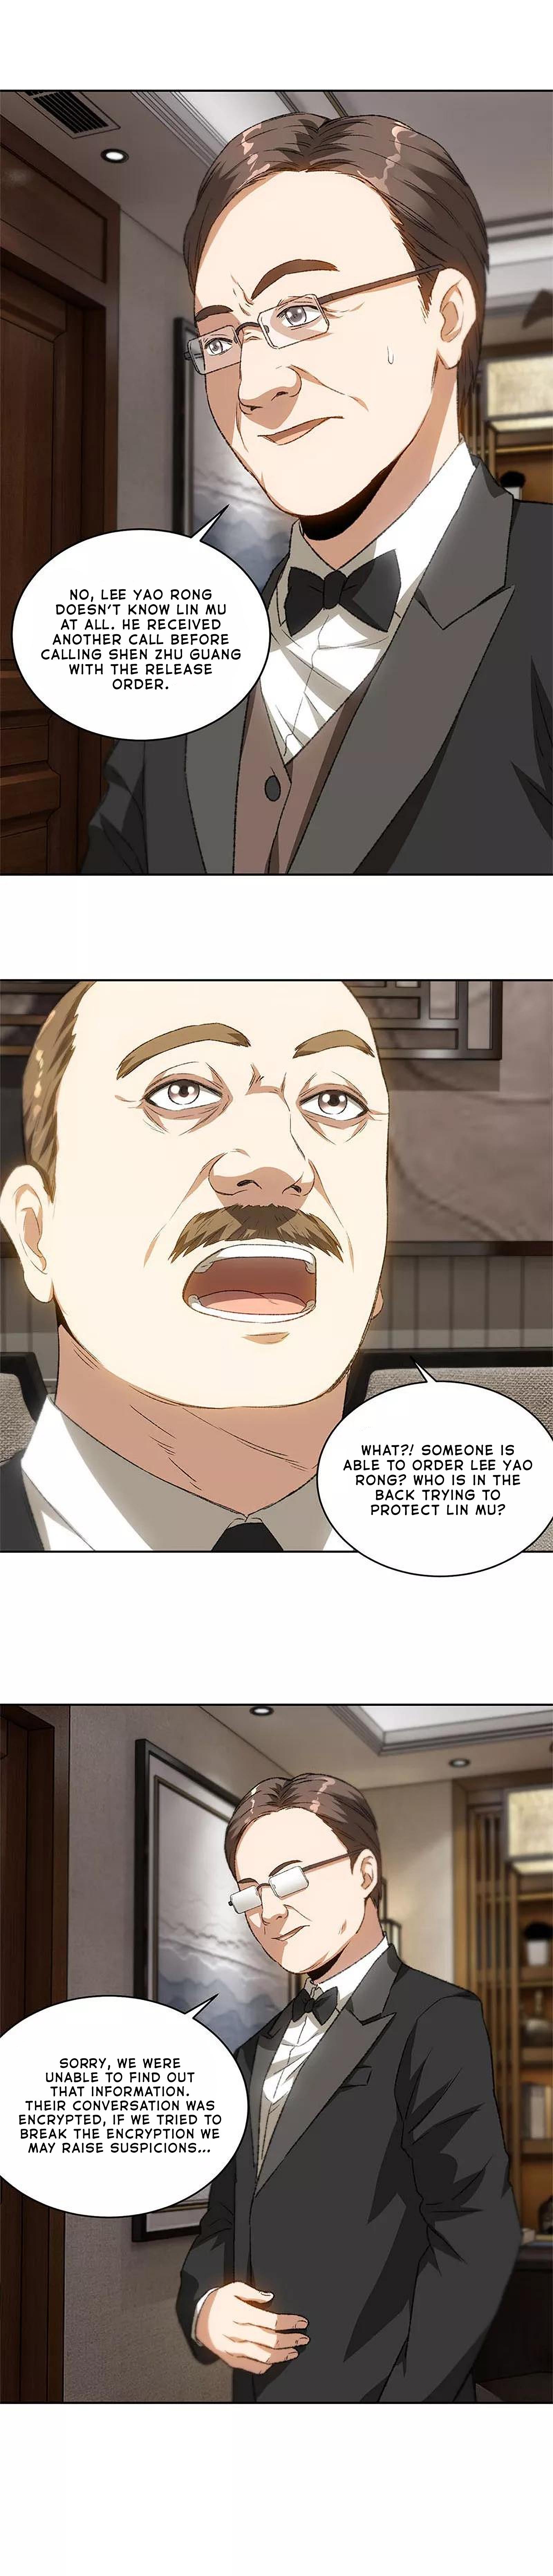 NO, LEE YAO RONG
DOESN'T KNOW LIN MU
AT ALL. HE RECEIVED
ANOTHER CALL BEFORE
CALLING SHEN ZHU GUANG
WITH THE RELEASE
ORDER.
WHAT?! SOMEONE IS
ABLE TO ORDER LEE YAO
RONG? WHO IS IN THE
BACK TRYING TO
PROTECT LIN MU?
SORRY, WE WERE
UNABLE TO FIND OUT
THAT INFORMATION.
THEIR CONVERSATION WAS
ENCRYPTED, IF WE TRIED TO
BREAK THE ENCRYPTION WE
MAY RAISE SUSPICIONS...